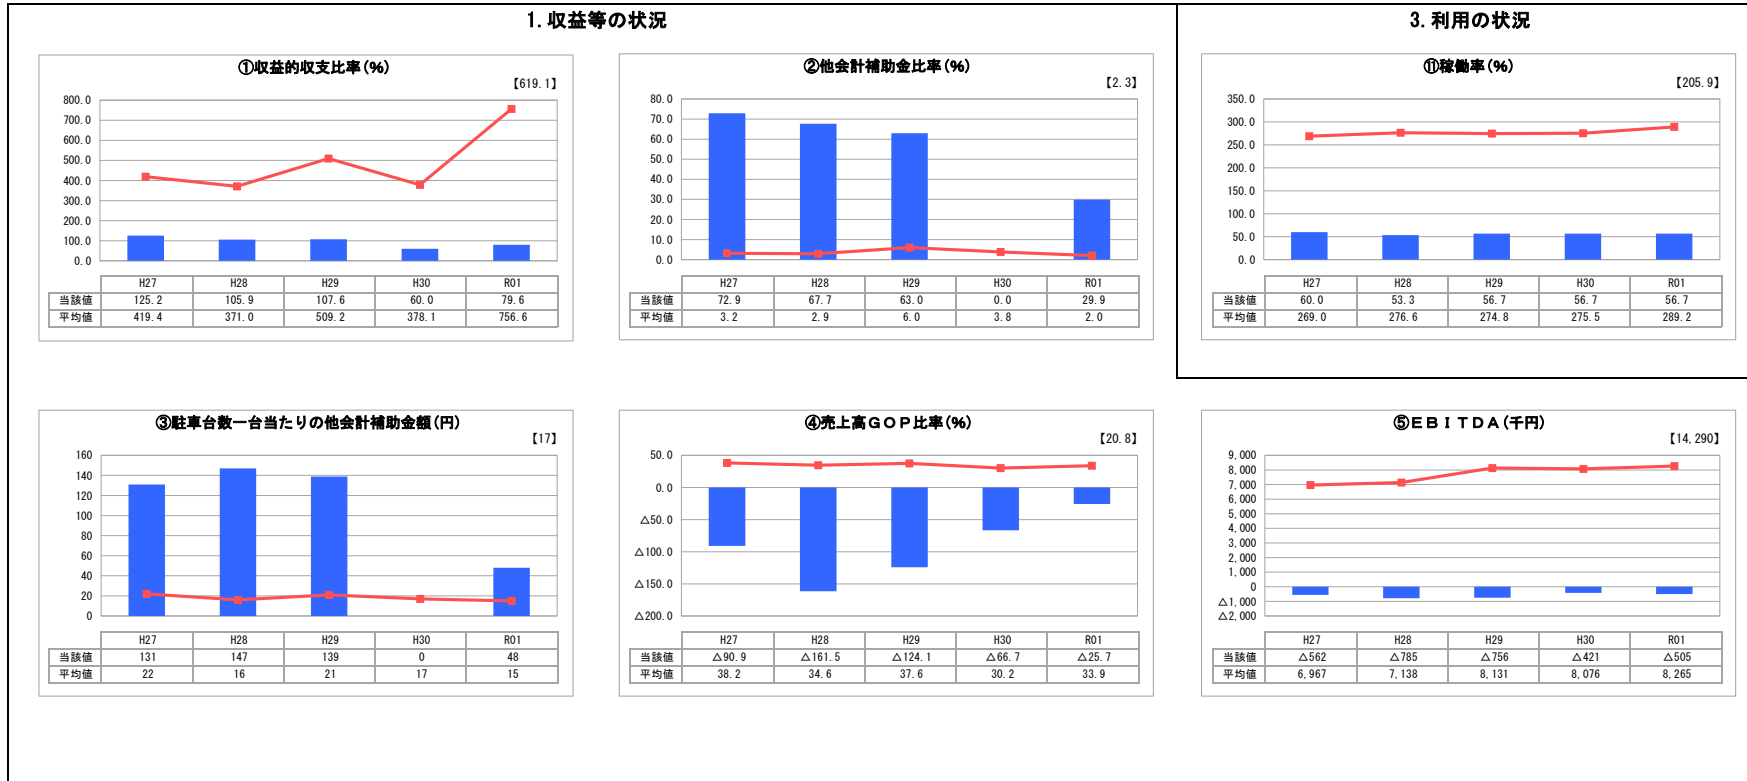 1. 収益等の状況
3. 利用の状況
①収益的収支比率(%)
【619.1】
800.0
700.0
600.0
500.0
400.0
300.0
200.0
100.0
0.0
H27 H28 H29 H30 R01
当該値 125.2 105.9 107.6 60.0 79.6
平均値 419.4 371.0 509.2 378.1 756.6
②他会計補助金比率(%)
【2.3】
80.0
70.0
60.0
50.0
40.0
30.0
20.0
10.0
0.0
H27 H28 H29 H30 R01
当該値 72.9 67.7 63.0 0.0 29.9
平均値 3.2 2.9 6.0 3.8 2.0
⑪稼働率(%)
【205.9】
350.0
300.0
250.0
200.0
150.0
100.0
50.0
0.0
H27 H28 H29 H30 R01
当該値 60.0 53.3 56.7 56.7 56.7
平均値 269.0 276.6 274.8 275.5 289.2
③駐車台数一台当たりの他会計補助金額(円)
【17】
160
140
120
100
80
60
40
20
0
H27 H28 H29 H30 R01
当該値 131 147 139 0 48
平均値 22 16 21 17 15
④売上高GOP比率(%)
【20.8】
50.0
0.0
△50.0
△100.0
△150.0
△200.0
H27 H28 H29 H30 R01
当該値 △90.9 △161.5 △124.1 △66.7 △25.7
平均値 38.2 34.6 37.6 30.2 33.9
⑤EBITDA(千円)
【14,290】
9,000
8,000
7,000
6,000
5,000
4,000
3,000
2,000
1,000
0
△1,000
△2,000
H27 H28 H29 H30 R01
当該値 △562 △785 △756 △421 △505
平均値 6,967 7,138 8,131 8,076 8,265